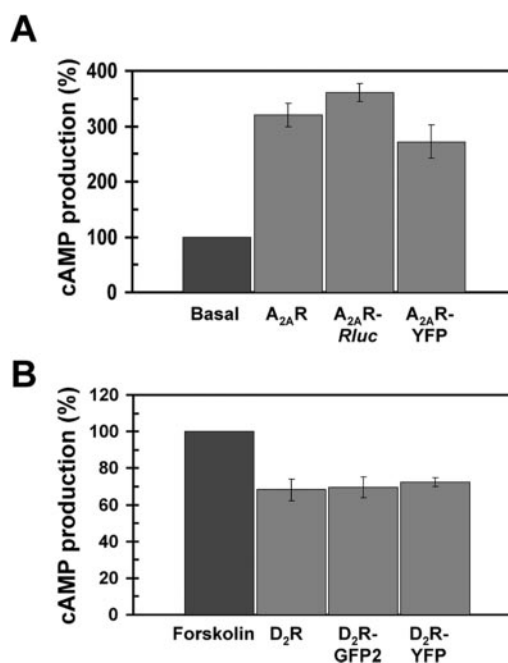 A
cAMP production (%)
400
300
300
100
0
Basal
A2AR
A2AR-
Rluc
A2AR-
YFP
B
cAMP production (%)
120
100
80
60
40
20
0
Forskolin
D2R
D2R-
GFP2
D2R-
YFP